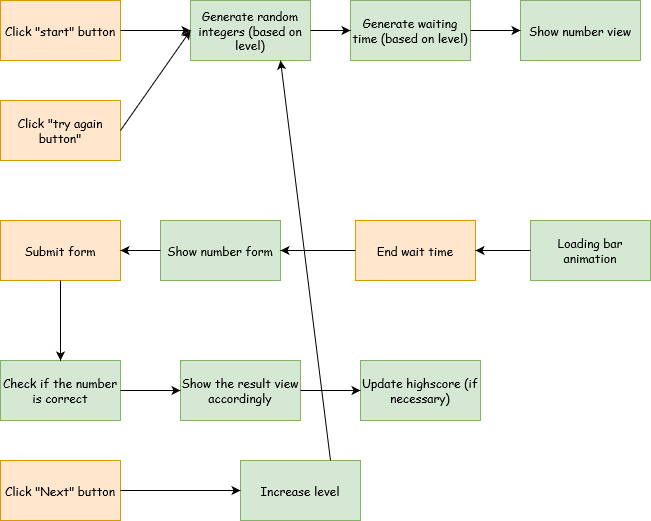 Click "start" button
Generate random
integers (based on
level)
Generate waiting
time (based on level)
Show number view
Click "try again
button"
Submit form
Show number form
End wait time
Loading bar
animation
Check if the number
is correct
Show the result view
accordingly
Update highscore (if
necessary)
Click "Next" button
Increase level